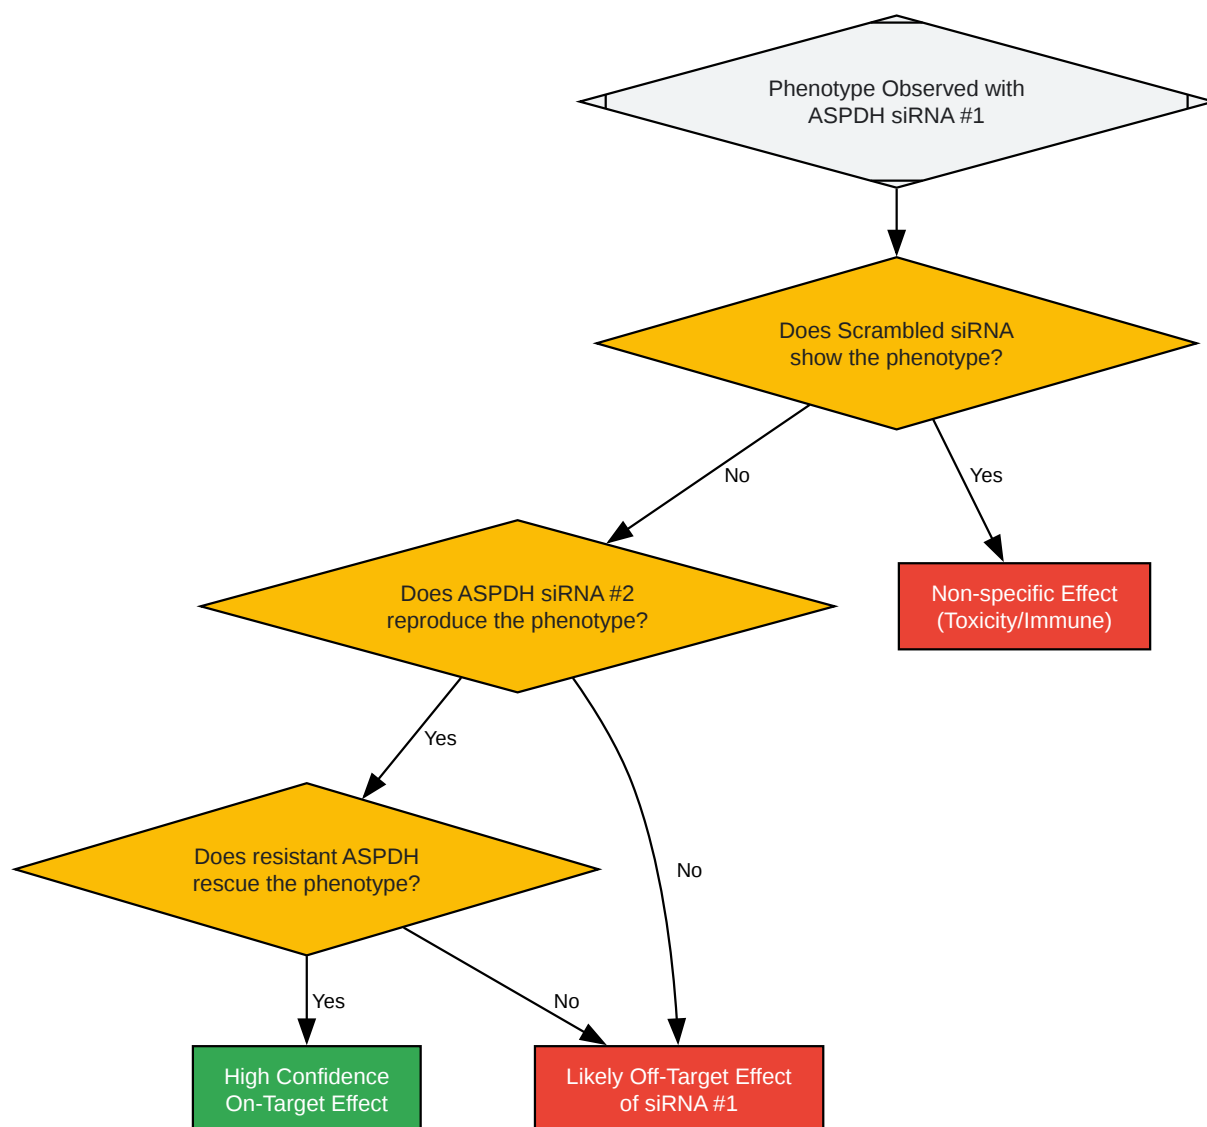 Phenotype Observed with
ASPDH siRNA #1
Does Scrambled siRNA
show the phenotype?
No
Yes
Does ASPDH siRNA #2
reproduce the phenotype?
Non-specific Effect
(Toxicity/Immune)
Yes
No
Does resistant ASPDH
rescue the phenotype?
Yes
No
High Confidence
On-Target Effect
Likely Off-Target Effect
of siRNA #1